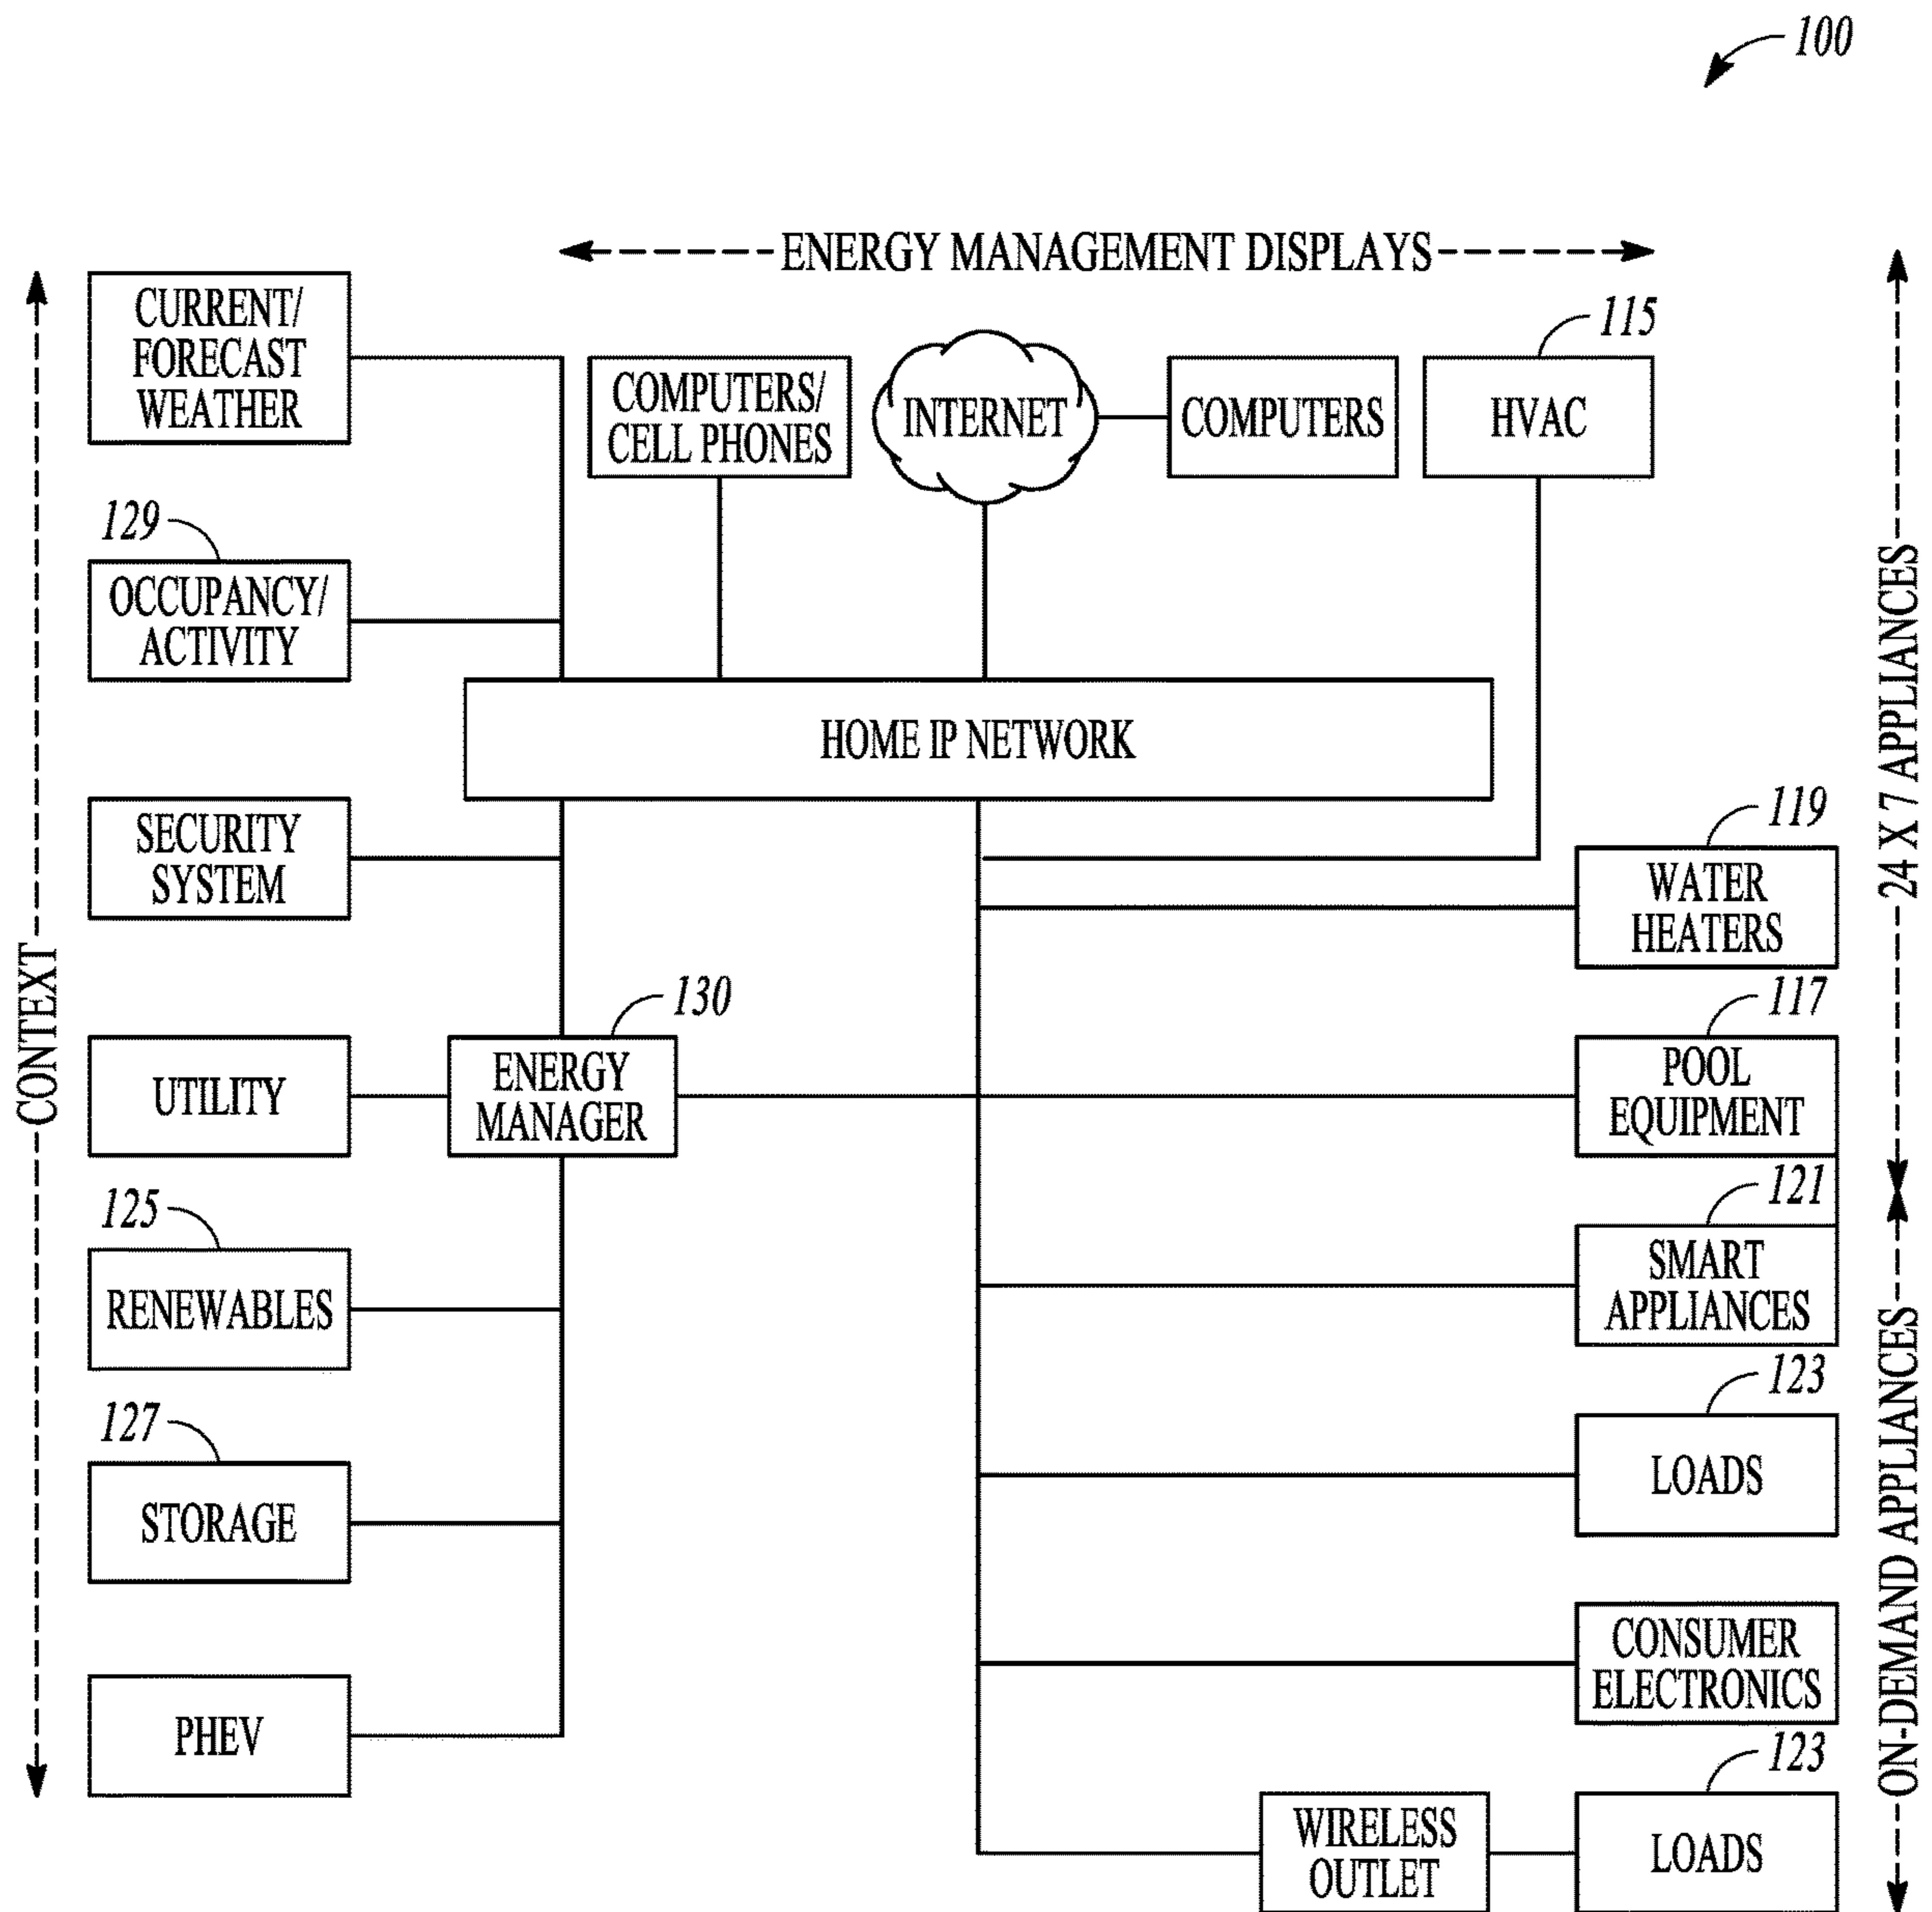 100
ENERGY MANAGEMENT DISPLAYS
CURRENT/
FORECAST
WEATHER
COMPUTERS/
CELL PHONES
INTERNET
COMPUTERS
115
HVAC
129
OCCUPANCY/
ACTIVITY
HOME IP NETWORK
24 X 7 APPLIANCES
SECURITY
SYSTEM
119
WATER
HEATERS
CONTEXT
UTILITY
130
ENERGY
MANAGER
117
POOL
EQUIPMENT
125
RENEWABLES
121
SMART
APPLIANCES
127
STORAGE
123
LOADS
ON-DEMAND APPLIANCES
PHEV
CONSUMER
ELECTRONICS
WIRELESS
OUTLET
123
LOADS